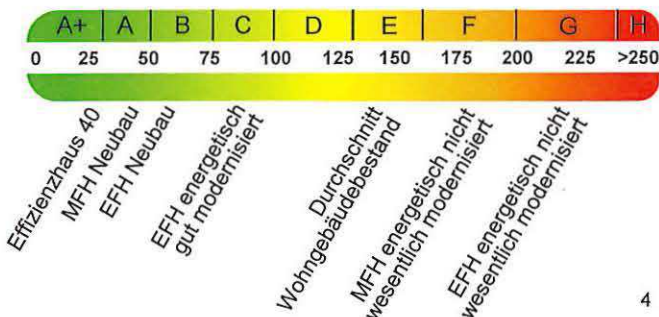 A+ A B C D E F G H
0 25 50 75 100 125 150 175 200 225 >250
Effizienzhaus 40
MFH Neubau
EFH Neubau
EFH energetisch
gut modernisiert
Durchschnitt
Wohngebäudebestand
MFH energetisch nicht
wesentlich modernisiert
EFH energetisch nicht
wesentlich modernisiert
4